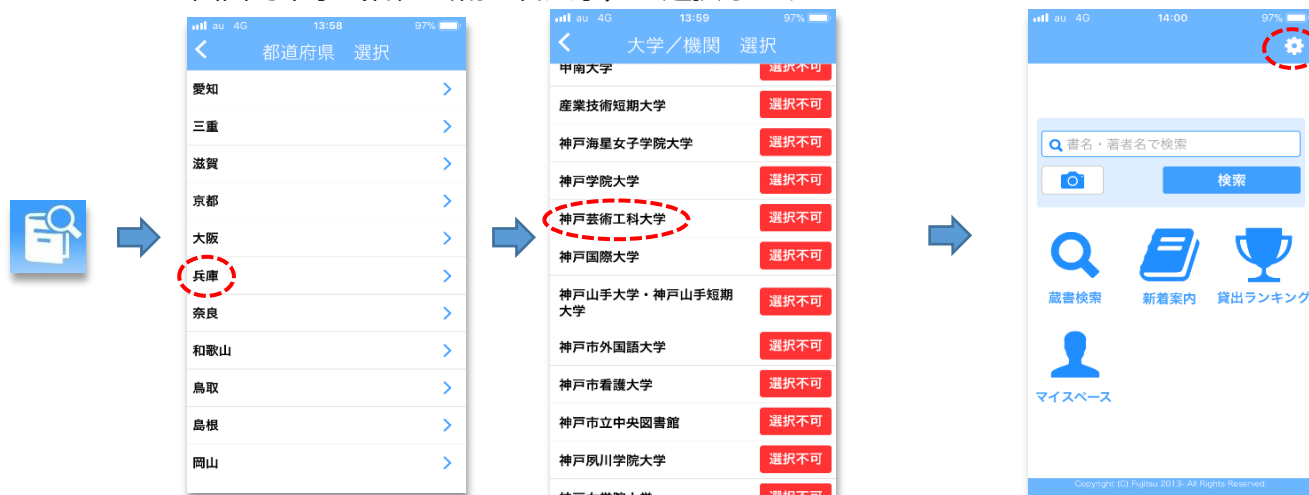 au 4G 13:58 97%
都道府県 選択
愛知
三重
滋賀
京都
大阪
兵庫
奈良
和歌山
鳥取
島根
岡山
au 4G 13:59 97%
大学／機関 選択
甲南大学 選択不可
産業技術短期大学 選択不可
神戸海星女子学院大学 選択不可
神戸学院大学 選択不可
神戸芸術工科大学 選択不可
神戸国際大学 選択不可
神戸山手大学・神戸山手短期
大学 選択不可
神戸市外国語大学 選択不可
神戸市看護大学 選択不可
神戸市立中央図書館 選択不可
神戸夙川学院大学 選択不可
au 4G 14:00 97%
書名・著者名で検索
検索
蔵書検索 新着案内 貸出ランキング
マイスペース
Copyright (C) Fujitsu 2013- All Rights Reserved.